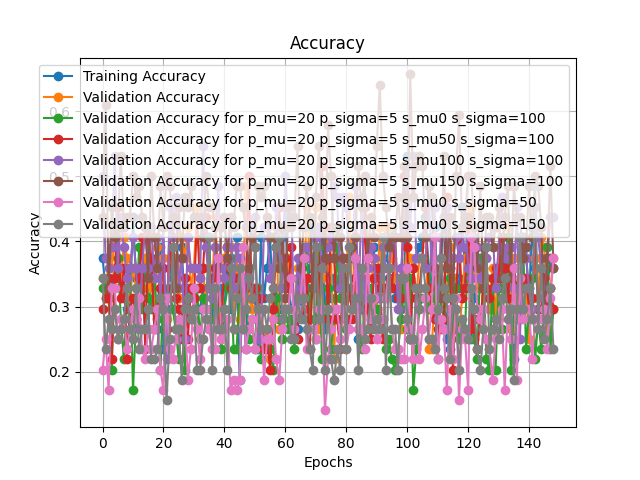 Accuracy
Training Accuracy
Validation Accuracy
Validation Accuracy for p_mu=20 p_sigma=5 s_mu0 s_sigma=100
Validation Accuracy for p_mu=20 p_sigma=5 s_mu50 s_sigma=100
Validation Accuracy for p_mu=20 p_sigma=5 s_mu100 s_sigma=100
Validation Accuracy for p_mu=20 p_sigma=5 s_mu150 s_sigma=100
Validation Accuracy for p_mu=20 p_sigma=5 s_mu0 s_sigma=50
Validation Accuracy for p_mu=20 p_sigma=5 s_mu0 s_sigma=150
Accuracy
0.6
0.5
0.4
0.3
0.2
0 20 40 60 80 100 120 140
Epochs